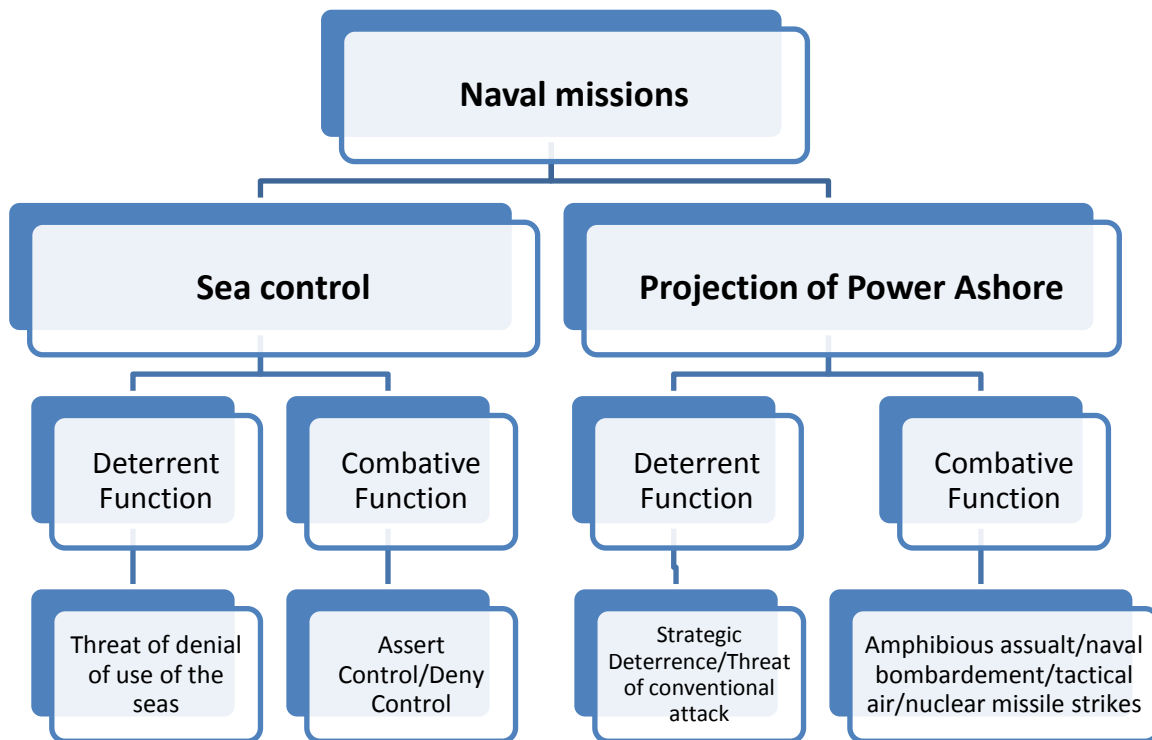 Naval missions
Sea control
Projection of Power Ashore
Deterrent
Function
Combative
Function
Deterrent
Function
Combative
Function
Threat of denial
of use of the
seas
Assert
Control/Deny
Control
Strategic
Deterrence/Threat
of conventional
attack
Amphibious assualt/naval
bombardement/tactical
air/nuclear missile strikes